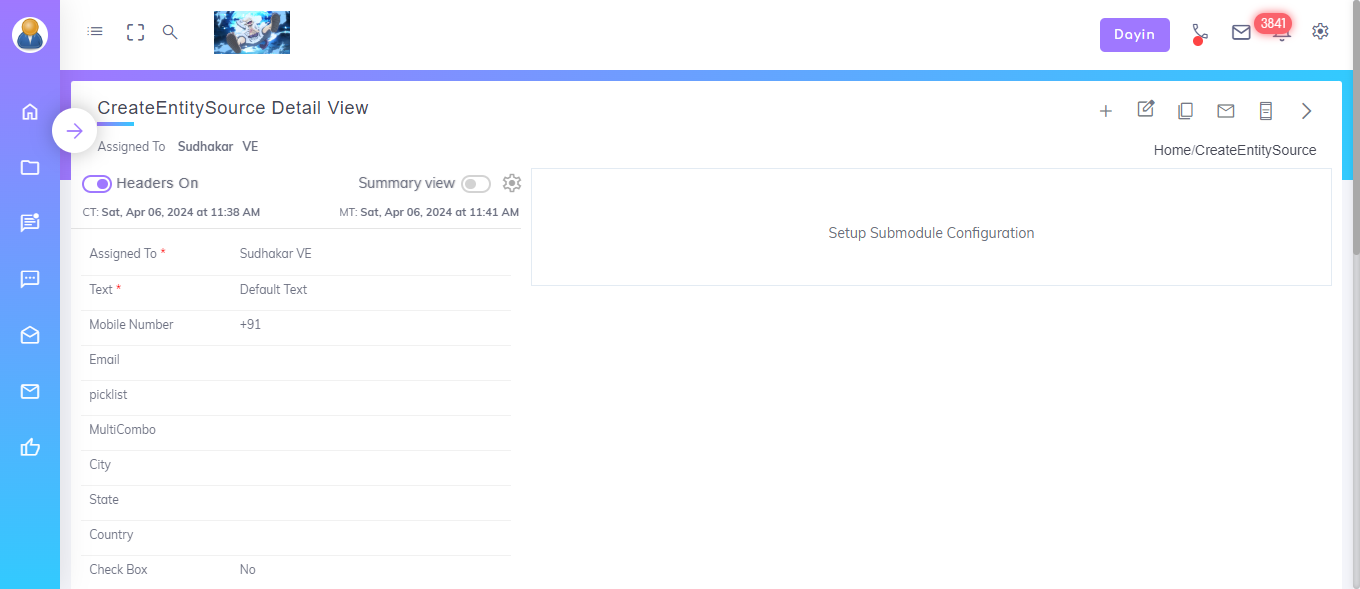 Dayin
3841
CreateEntitySource Detail View
Assigned To Sudhakar VE
Home/CreateEntitySource
Headers On
Summary view
CT: Sat, Apr 06, 2024 at 11:38 AM
MT: Sat, Apr 06, 2024 at 11:41 AM
Setup Submodule Configuration
Assigned To * Sudhakar VE
Text * Default Text
Mobile Number +91
Email
picklist
MultiCombo
City
State
Country
Check Box No